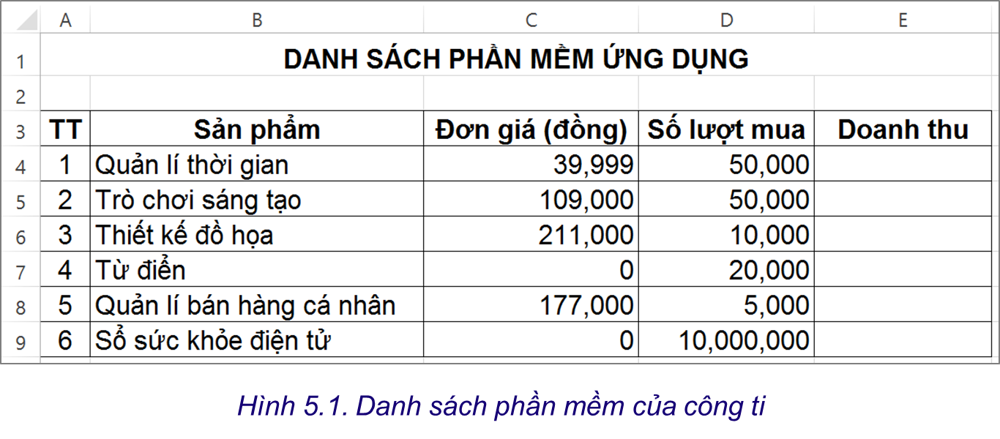 A B C D E
1 DANH SÁCH PHẦN MỀM ỨNG DỤNG
2
3 TT Sản phẩm Đơn giá (đồng) Số lượt mua Doanh thu
4 1 Quản lí thời gian 39,999 50,000
5 2 Trò chơi sáng tạo 109,000 50,000
6 3 Thiết kế đồ họa 211,000 10,000
7 4 Từ điển 0 20,000
8 5 Quản lí bán hàng cá nhân 177,000 5,000
9 6 Sổ sức khỏe điện tử 0 10,000,000
Hình 5.1. Danh sách phần mềm của công ti